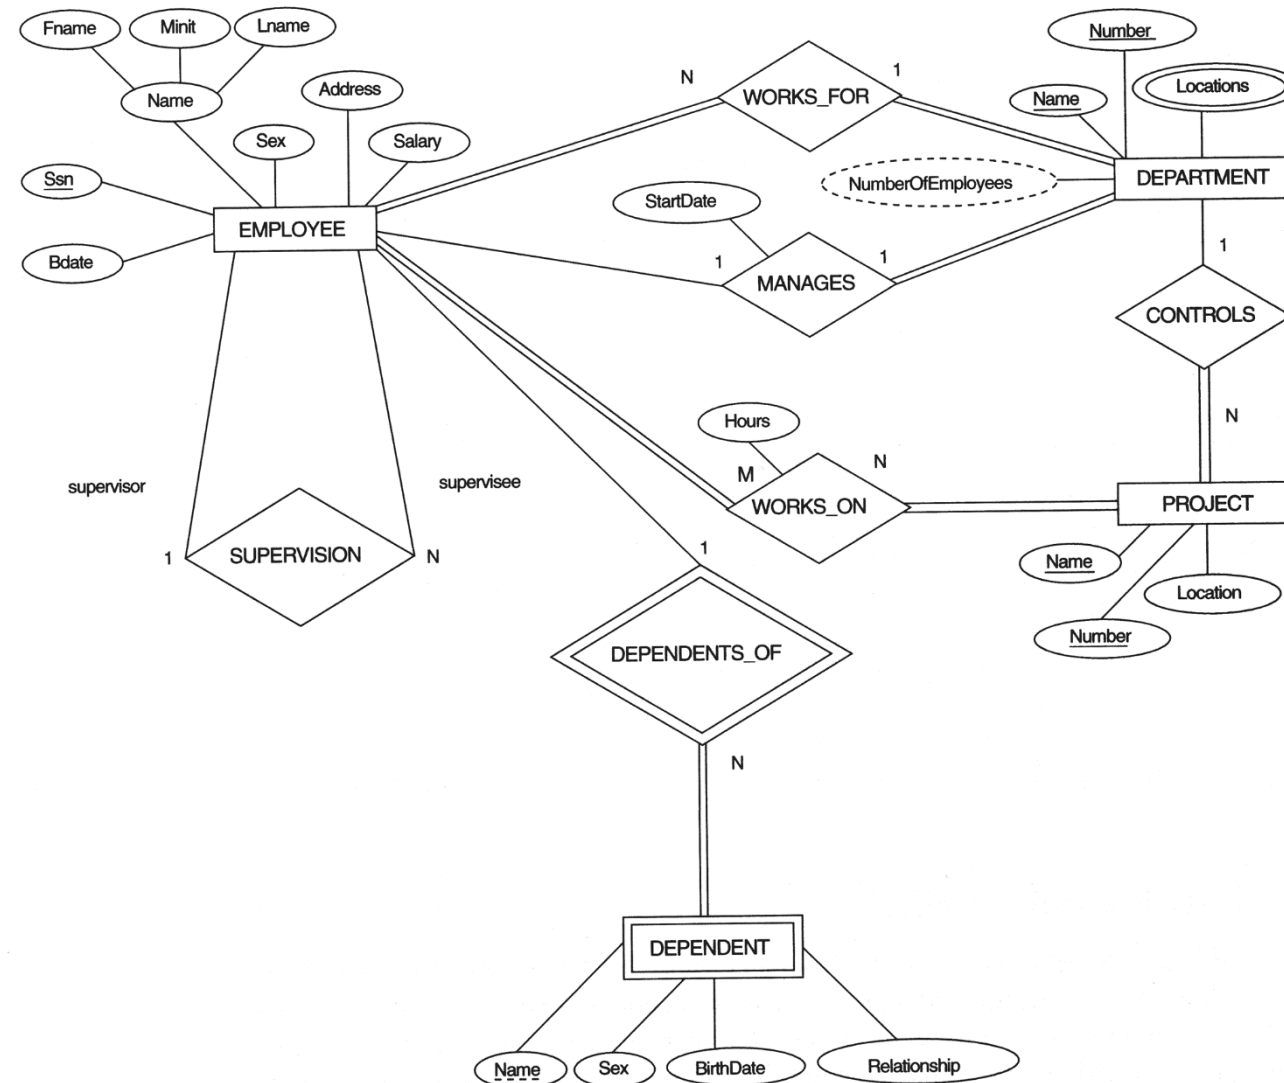 Fname
Minit
Lname
Number
Name
Address
Locations
N
1
WORKS_FOR
Name
Sex
Salary
Ssn
NumberOfEmployees
DEPARTMENT
StartDate
EMPLOYEE
Bdate
1
1
1
MANAGES
CONTROLS
Hours
N
M
N
supervisor
supervisee
WORKS_ON
PROJECT
1
SUPERVISION
N
1
Name
Location
Number
DEPENDENTS_OF
N
DEPENDENT
Name
Sex
BirthDate
Relationship